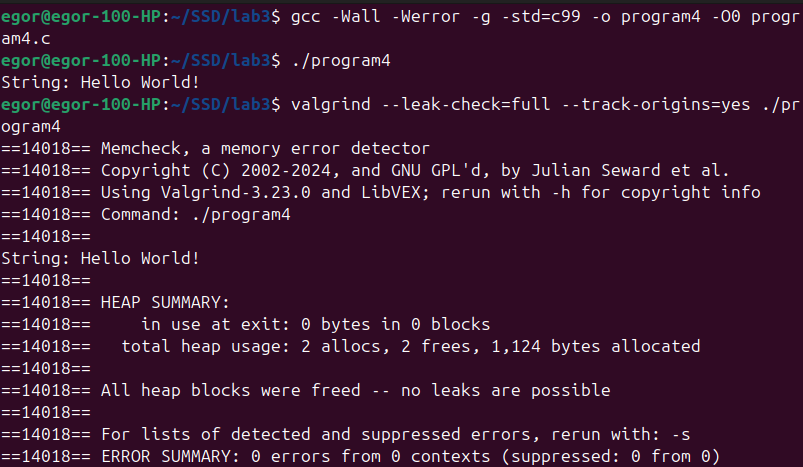 egor@egor-100-HP:~/SSD/lab3$ gcc -Wall -Werror -g -std=c99 -o program4 -O0 progr
am4.c
egor@egor-100-HP:~/SSD/lab3$ ./program4
String: Hello World!
egor@egor-100-HP:~/SSD/lab3$ valgrind --leak-check=full --track-origins=yes ./pr
ogram4
==14018== Memcheck, a memory error detector
==14018== Copyright (C) 2002-2024, and GNU GPL'd, by Julian Seward et al.
==14018== Using Valgrind-3.23.0 and LibVEX; rerun with -h for copyright info
==14018== Command: ./program4
==14018==
String: Hello World!
==14018==
==14018== HEAP SUMMARY:
==14018==     in use at exit: 0 bytes in 0 blocks
==14018==   total heap usage: 2 allocs, 2 frees, 1,124 bytes allocated
==14018==
==14018== All heap blocks were freed -- no leaks are possible
==14018==
==14018== For lists of detected and suppressed errors, rerun with: -s
==14018== ERROR SUMMARY: 0 errors from 0 contexts (suppressed: 0 from 0)